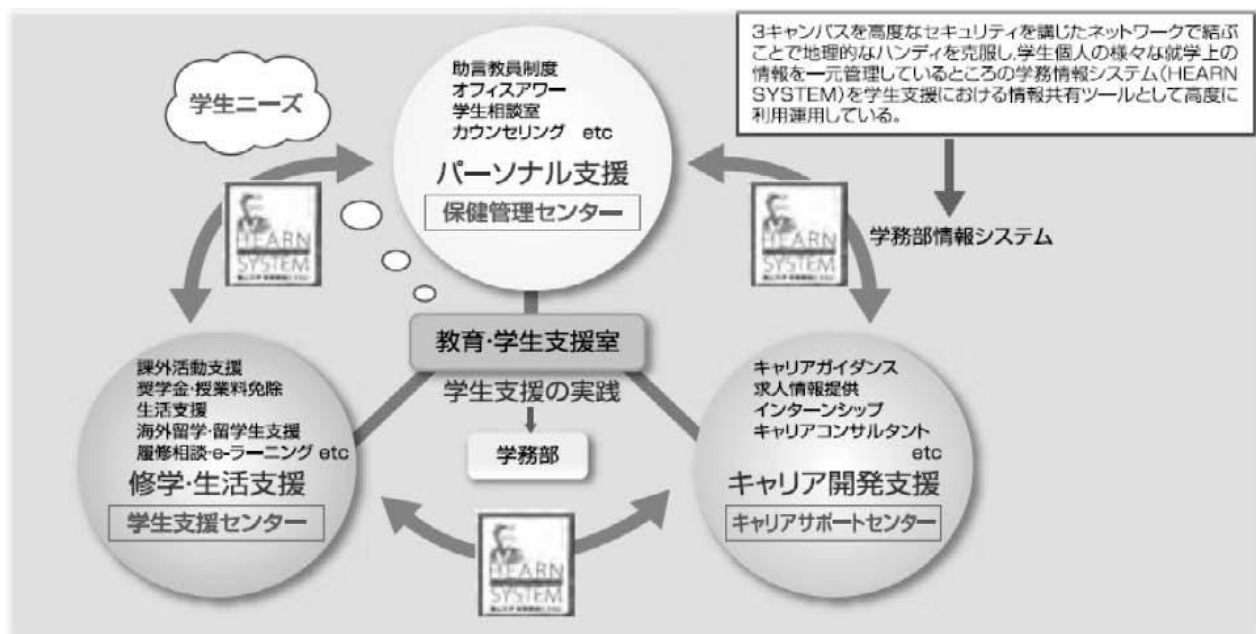 3キャンパスを高度なセキュリティを講じたネットワークで結ぶ
ことで地理的なハンディを克服し、学生個人の様々な就学上の
情報を一元管理しているところの学務情報システム(HEARN
SYSTEM)を学生支援における情報共有ツールとして高度に
利用運用している。
学生ニーズ
助言教員制度
オフィスアワー
学生相談室
カウンセリング etc
パーソナル支援
保健管理センター
HEARN
SYSTEM
HEARN
SYSTEM
学務部情報システム
教育・学生支援室
学生支援の実践
学務部
課外活動支援
奨学金・授業料免除
生活支援
海外留学・留学生支援
履修相談・e-ラーニング etc
修学・生活支援
学生支援センター
キャリアガイダンス
求人情報提供
インターンシップ
キャリアコンサルタント
etc
キャリア開発支援
キャリアサポートセンター
HEARN
SYSTEM